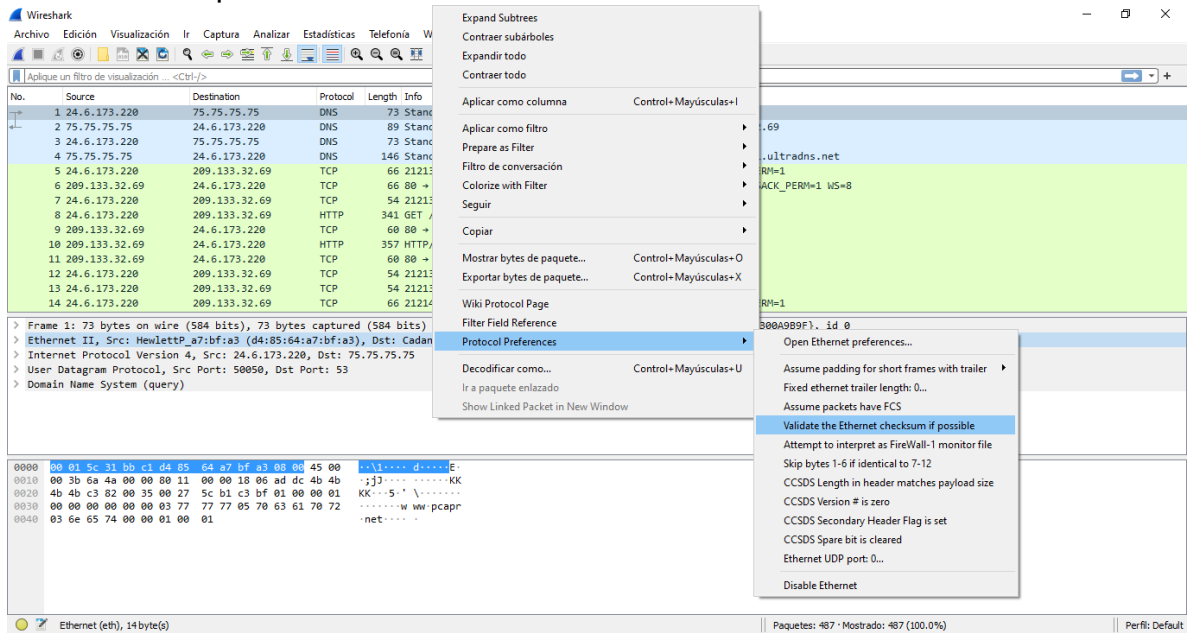 Wireshark
Archivo Edición Visualización Ir Captura Analizar Estadísticas Telefonía W
Aplique un filtro de visualización ... <Ctrl-/>
No. Source Destination Protocol Length Info
1 24.6.173.220 75.75.75.75 DNS 73 Stand
2 75.75.75.75 24.6.173.220 DNS 89 Stand .69
3 24.6.173.220 75.75.75.75 DNS 73 Stand
4 75.75.75.75 24.6.173.220 DNS 146 Stand .ultradns.net
5 24.6.173.220 209.133.32.69 TCP 66 21213 RM=1
6 209.133.32.69 24.6.173.220 TCP 66 80 → ACK_PERM=1 WS=8
7 24.6.173.220 209.133.32.69 TCP 54 21213
8 24.6.173.220 209.133.32.69 HTTP 341 GET /
9 209.133.32.69 24.6.173.220 TCP 60 80 →
10 209.133.32.69 24.6.173.220 HTTP 357 HTTP/
11 209.133.32.69 24.6.173.220 TCP 60 80 →
12 24.6.173.220 209.133.32.69 TCP 54 21213
13 24.6.173.220 209.133.32.69 TCP 54 21213
14 24.6.173.220 209.133.32.69 TCP 66 21214 RM=1
> Frame 1: 73 bytes on wire (584 bits), 73 bytes captured (584 bits) 300A9B9F}, id 0
> Ethernet II, Src: HewlettP_a7:bf:a3 (d4:85:64:a7:bf:a3), Dst: Cadan
> Internet Protocol Version 4, Src: 24.6.173.220, Dst: 75.75.75.75
> User Datagram Protocol, Src Port: 50050, Dst Port: 53
> Domain Name System (query)
Expand Subtrees
Contraer subárboles
Expandir todo
Contraer todo
Aplicar como columna Control+Mayúsculas+I
Aplicar como filtro
Prepare as Filter
Filtro de conversación
Colorize with Filter
Seguir
Copiar
Mostrar bytes de paquete... Control+Mayúsculas+O
Exportar bytes de paquete... Control+Mayúsculas+X
Wiki Protocol Page
Filter Field Reference
Protocol Preferences
Decodificar como... Control+Mayúsculas+U
Ir a paquete enlazado
Show Linked Packet in New Window
Open Ethernet preferences...
Assume padding for short frames with trailer
Fixed ethernet trailer length: 0...
Assume packets have FCS
Validate the Ethernet checksum if possible
Attempt to interpret as FireWall-1 monitor file
Skip bytes 1-6 if identical to 7-12
CCSDS Length in header matches payload size
CCSDS Version # is zero
CCSDS Secondary Header Flag is set
CCSDS Spare bit is cleared
Ethernet UDP port: 0...
Disable Ethernet
0000 00 01 5c 31 bb c1 d4 85 64 a7 bf a3 08 00 45 00 ··\1···· d·····E·
0010 00 3b 6a 4a 00 00 80 11 00 00 18 06 ad dc 4b 4b ·;jJ···· ······KK
0020 4b 4b c3 82 00 35 00 27 5c b1 c3 bf 01 00 00 01 KK···5·' \·······
0030 00 00 00 00 00 00 03 77 77 77 05 70 63 61 70 72 ·······w ww·pcapr
0040 03 6e 65 74 00 00 01 00 01 ·net···· ·
Ethernet (eth), 14 byte(s) Paquetes: 487 · Mostrado: 487 (100.0%) Perfil: Default